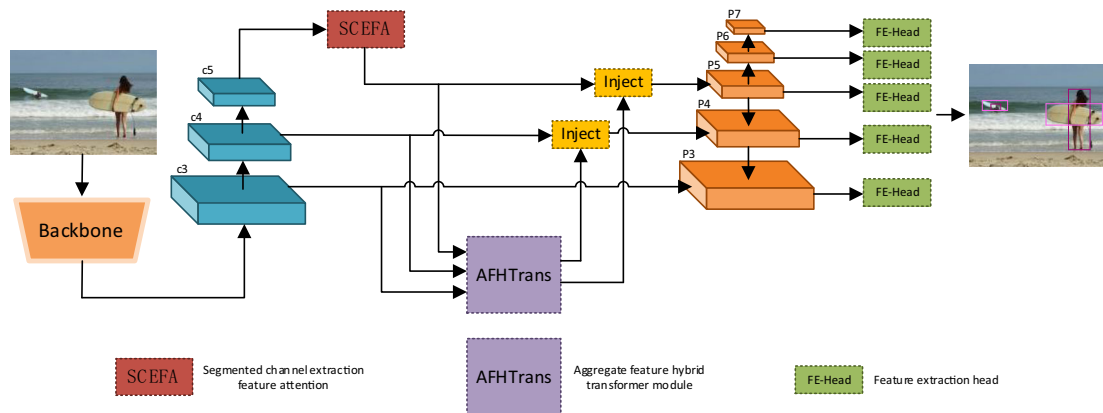 SCEFA
P7
FE-Head
P6
FE-Head
c5
P5
Inject
FE-Head
c4
P4
Inject
FE-Head
c3
P3
FE-Head
Backbone
AFHTrans
SCEFA
Segmented channel extraction
feature attention
AFHTrans
Aggregate feature hybrid
transformer module
FE-Head
Feature extraction head